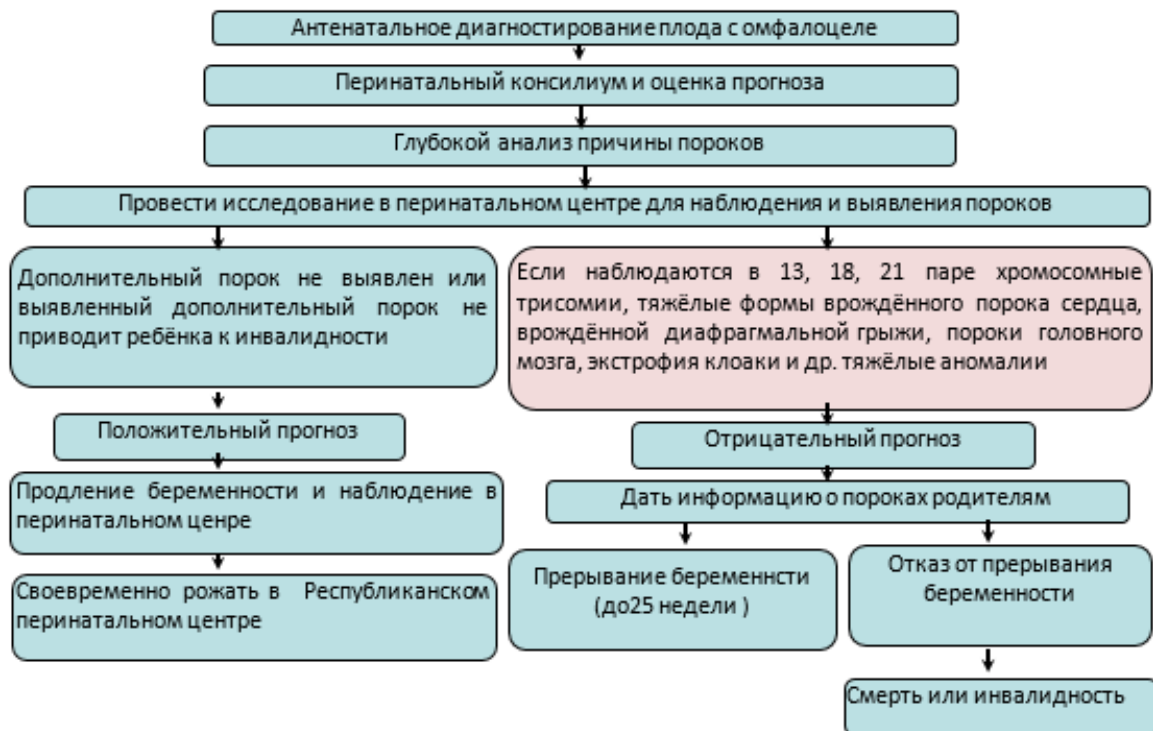 Антенатальное диагностирование плода с омфалоцеле
Перинатальный консилиум и оценка прогноза
Глубокой анализ причины пороков
Провести исследование в перинатальном центре для наблюдения и выявления пороков
Дополнительный порок не выявлен или
выявленный дополнительный порок не
приводит ребёнка к инвалидности
Положительный прогноз
Продление беременности и наблюдение в
перинатальном ценре
Своевременно рожать в Республиканском
перинатальном центре
Если наблюдаются в 13, 18, 21 паре хромосомные
трисомии, тяжёлые формы врождённого порока сердца,
врождённой диафрагмальной грыжи, пороки головного
мозга, экстрофия клоаки и др. тяжёлые аномалии
Отрицательный прогноз
Дать информацию о пороках родителям
Прерывание беременнсти
(до25 недели )
Отказ от прерывания
беременности
Смерть или инвалидность